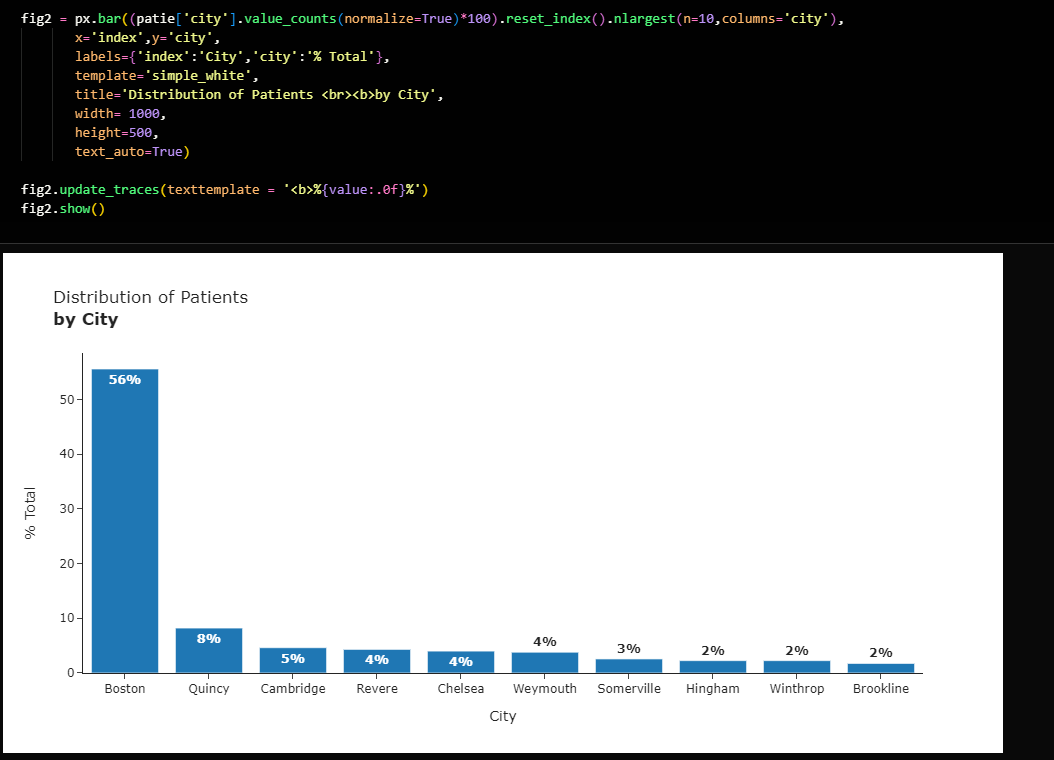 fig2 = px.bar((patie['city'].value_counts(normalize=True)*100).reset_index().nlargest(n=10,columns='city'),
x='index',y='city',
labels={'index':'City','city':'% Total'},
template='simple_white',
title='Distribution of Patients <br><b>by City',
width= 1000,
height=500,
text_auto=True)
fig2.update_traces(texttemplate = '<b>%{value:.0f}%')
fig2.show()
Distribution of Patients
by City
% Total
50
40
30
20
10
0
56%
8%
5%
4%
4%
4%
3%
2%
2%
2%
Boston
Quincy
Cambridge
Revere
Chelsea
Weymouth
Somerville
Hingham
Winthrop
Brookline
City